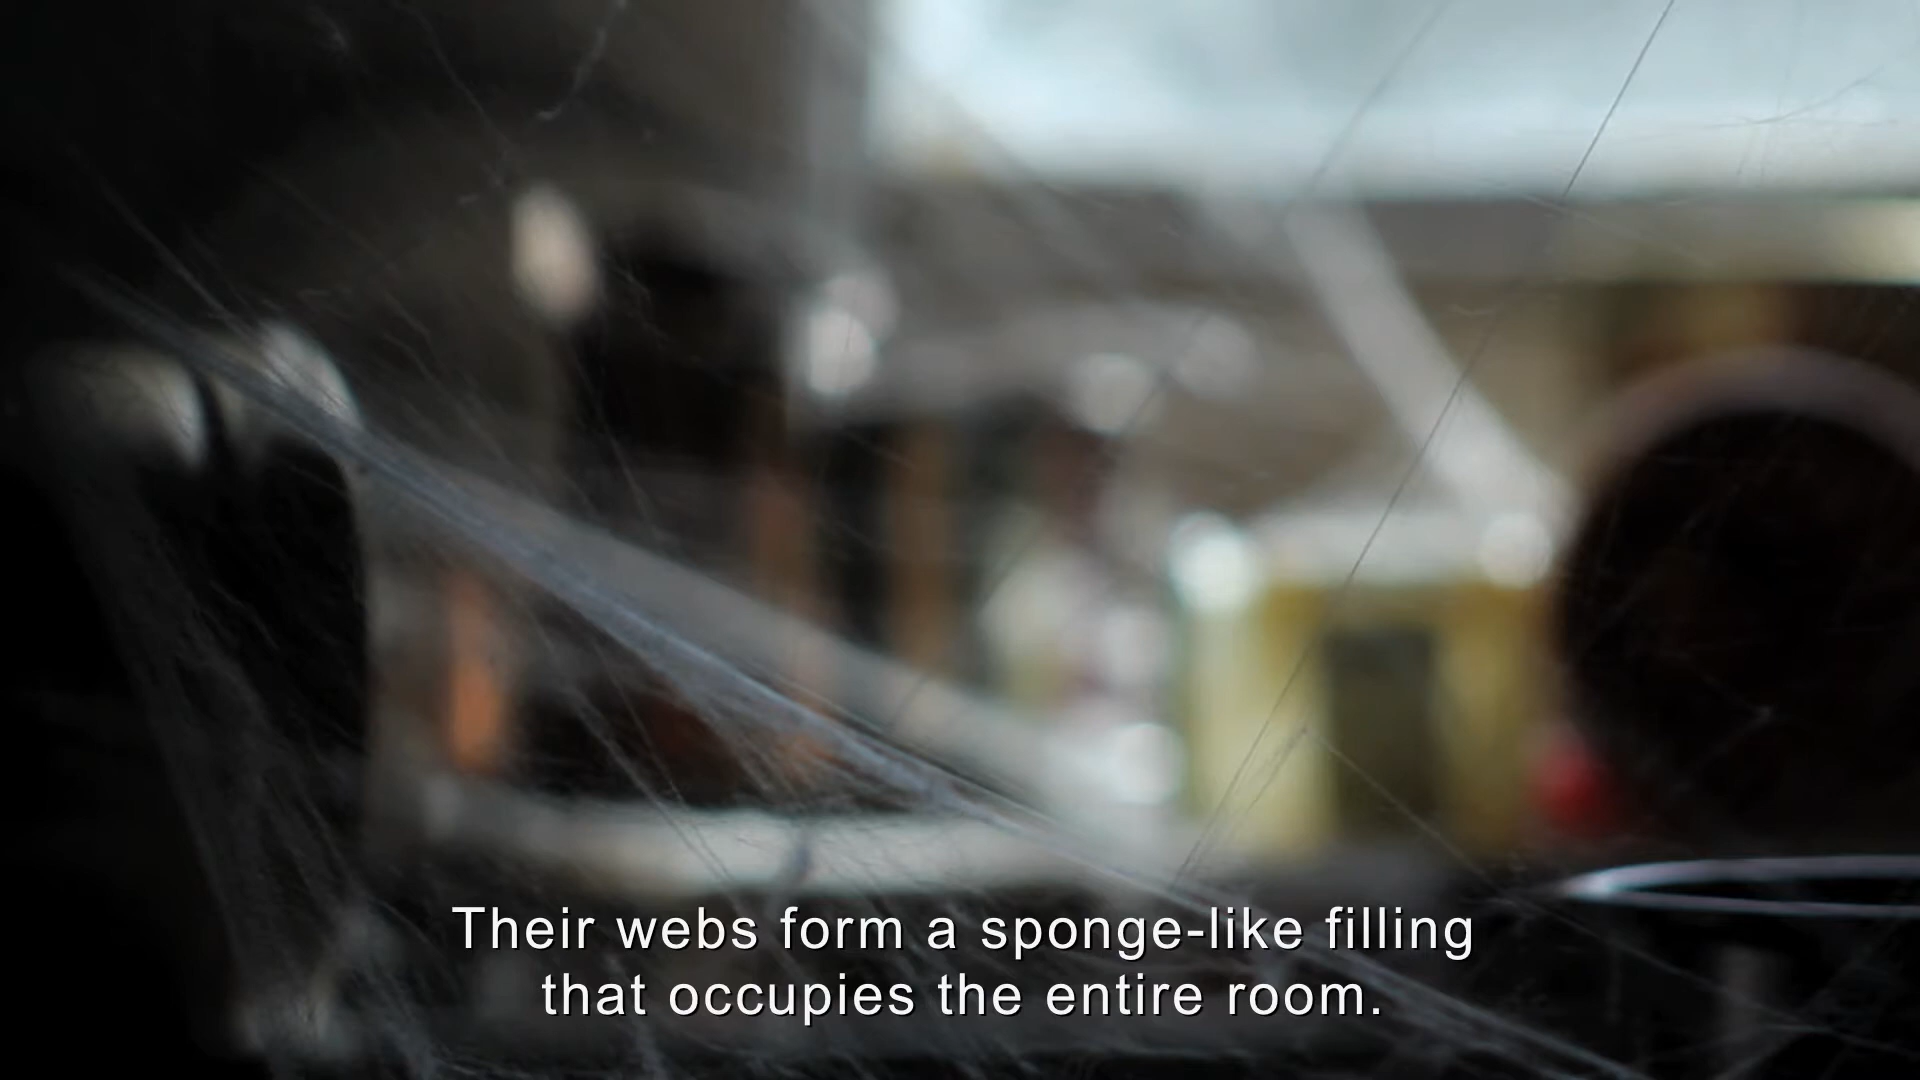 Their webs form a sponge-like filling
that occupies the entire room.